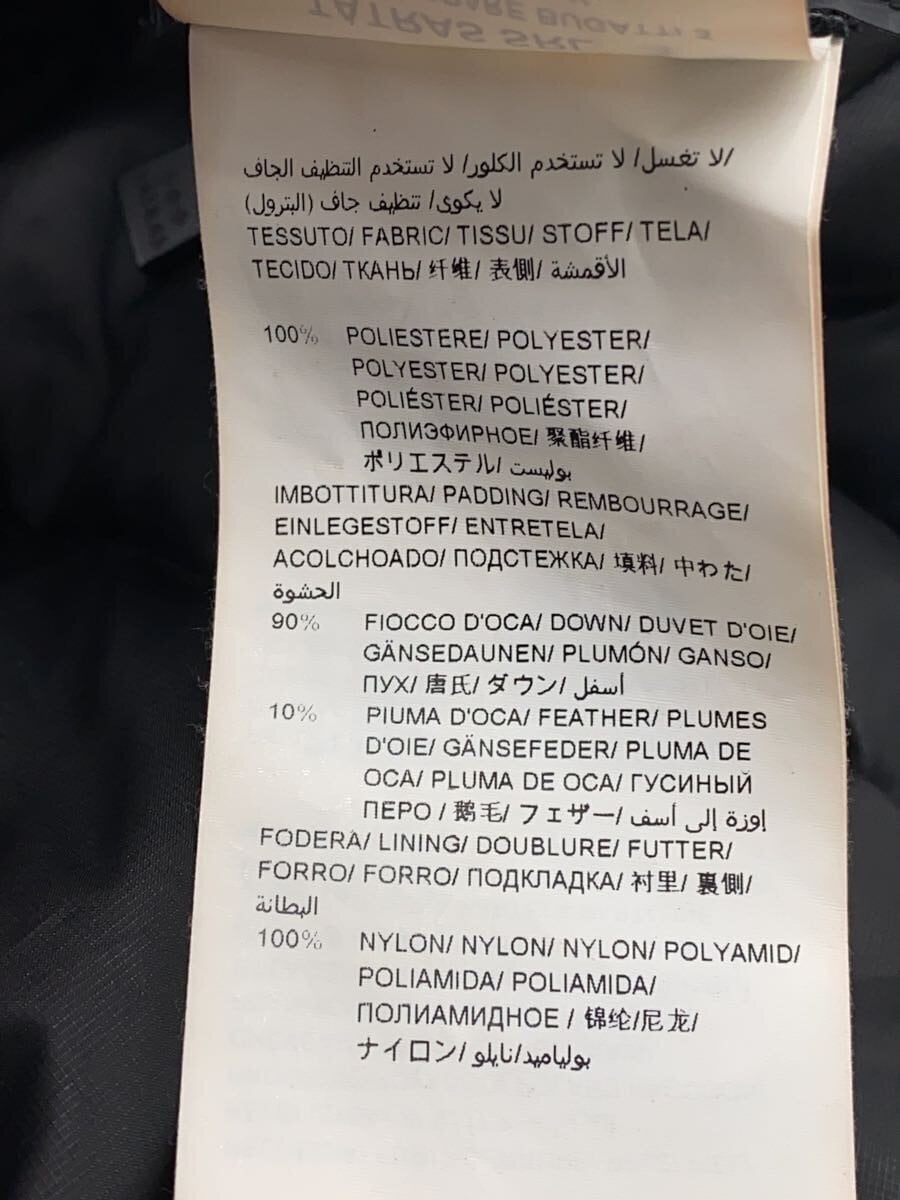 TATRAS SRL
BUGATTI
لا تغسل/ لا تستخدم الكلور/ لا تستخدم التنظيف الجاف/
لا يكوى/ تنظيف جاف (البترول)
TESSUTO/ FABRIC/ TISSU/ STOFF/ TELA/
TECIDO/ ТКАНЬ/ 纤维/ 表側/ الأقمشة
100% POLIESTERE/ POLYESTER/
POLYESTER/ POLYESTER/
POLIÉSTER/ POLIÉSTER/
ПОЛИЭФИРНОЕ/ 聚酯纤维/
ポリエステル/ بوليست
IMBOTTITURA/ PADDING/ REMBOURRAGE/
EINLEGESTOFF/ ENTRETELA/
ACOLCHOADO/ ПОДСТЕЖКА/ 填料/ 中わた/
الحشوة
90% FIOCCO D'OCA/ DOWN/ DUVET D'OIE/
GÄNSEDAUNEN/ PLUMÓN/ GANSO/
ПУХ/ 唐氏/ ダウン/ أسفل
10% PIUMA D'OCA/ FEATHER/ PLUMES
D'OIE/ GÄNSEFEDER/ PLUMA DE
OCA/ PLUMA DE OCA/ ГУСИНЫЙ
ПЕРО / 鹅毛/ フェザー/ إوزة إلى أسف
FODERA/ LINING/ DOUBLURE/ FUTTER/
FORRO/ FORRO/ ПОДКЛАДКА/ 衬里/ 裏側/
البطانة
100% NYLON/ NYLON/ NYLON/ POLYAMID/
POLIAMIDA/ POLIAMIDA/
ПОЛИАМИДНОЕ / 锦纶/尼龙/
ナイロン/ بولياميد/نايلو